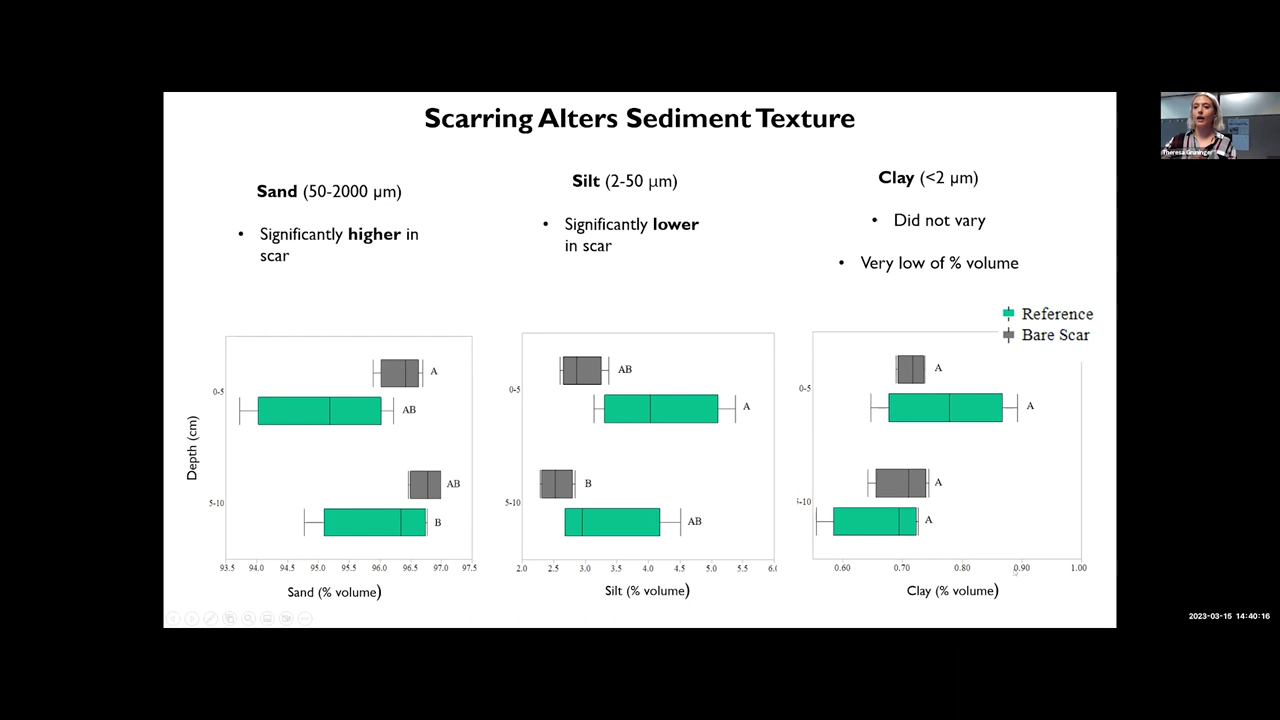 Scarring Alters Sediment Texture
Sand (50-2000 µm)
• Significantly higher in
scar
Silt (2-50 µm)
• Significantly lower
in scar
Clay (<2 µm)
• Did not vary
• Very low of % volume
Reference
Bare Scar
Depth (cm)
0-5
5-10
A
AB
AB
B
93.5 94.0 94.5 95.0 95.5 96.0 96.5 97.0 97.5
Sand (% volume)
0-5
5-10
AB
A
B
AB
2.0 2.5 3.0 3.5 4.0 4.5 5.0 5.5 6.0
Silt (% volume)
0-5
5-10
A
A
A
A
0.60 0.70 0.80 0.90 1.00
Clay (% volume)
Theresa Gruninger
2023-03-15 14:40:16